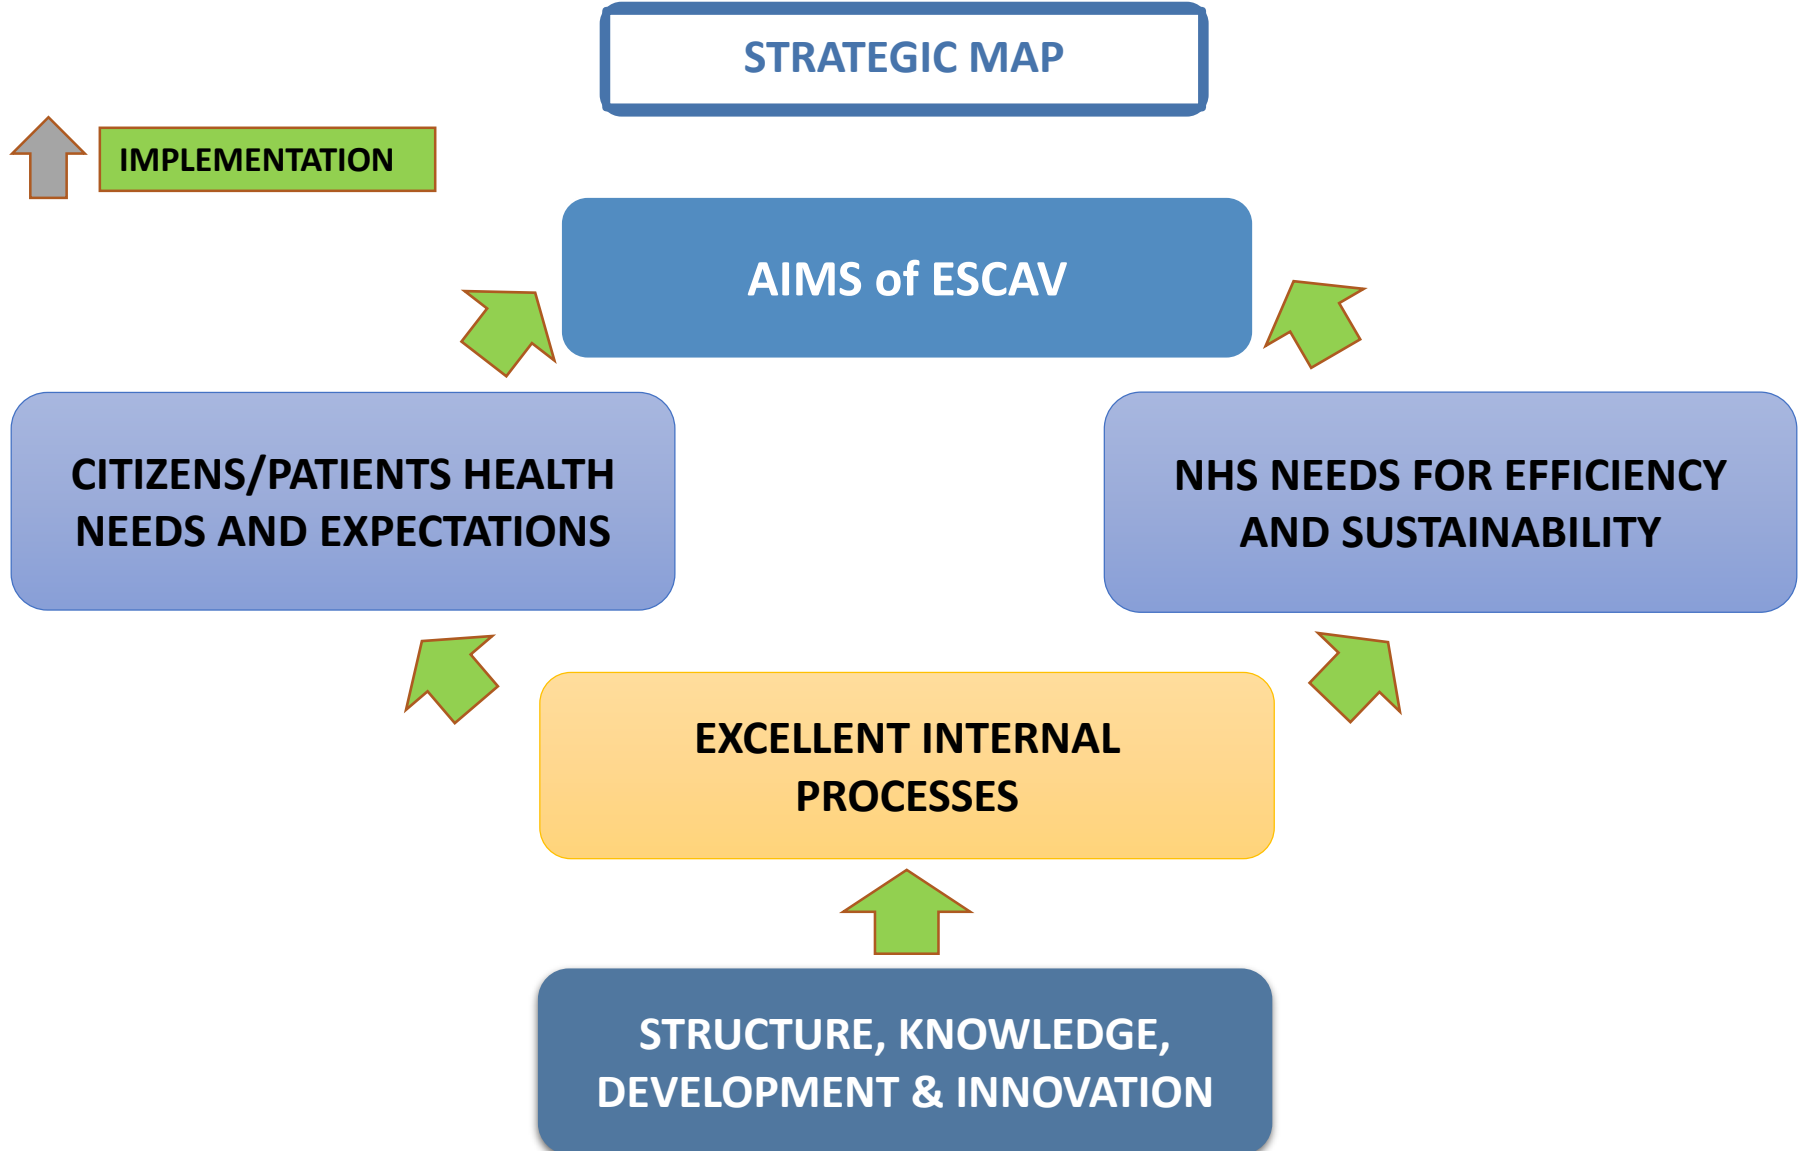 STRATEGIC MAP
IMPLEMENTATION
AIMS of ESCAV
CITIZENS/PATIENTS HEALTH
NEEDS AND EXPECTATIONS
NHS NEEDS FOR EFFICIENCY
AND SUSTAINABILITY
EXCELLENT INTERNAL
PROCESSES
STRUCTURE, KNOWLEDGE,
DEVELOPMENT & INNOVATION